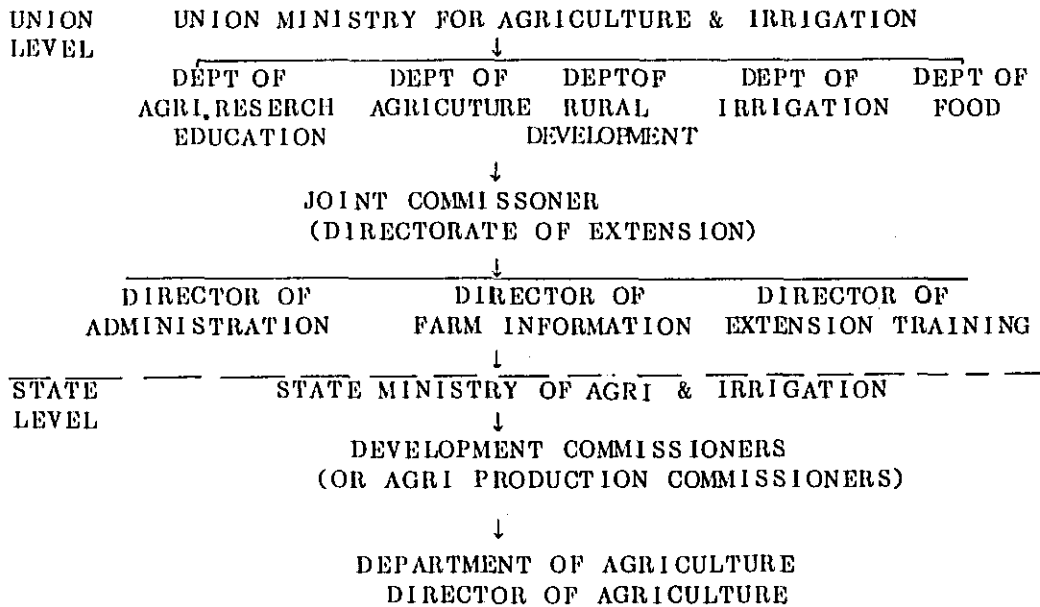 UNION UNION MINISTRY FOR AGRICULTURE & IRRIGATION
LEVEL
DEPT OF DEPT OF DEPTOF DEPT OF DEPT OF
AGRI.RESERCH AGRICUTURE RURAL IRRIGATION FOOD
EDUCATION DEVELOPMENT
JOINT COMMISSONER
(DIRECTORATE OF EXTENSION)
DIRECTOR OF DIRECTOR OF DIRECTOR OF
ADMINISTRATION FARM INFORMATION EXTENSION TRAINING
STATE STATE MINISTRY OF AGRI & IRRIGATION
LEVEL
DEVELOPMENT COMMISSIONERS
(OR AGRI PRODUCTION COMMISSIONERS)
DEPARTMENT OF AGRICULTURE
DIRECTOR OF AGRICULTURE